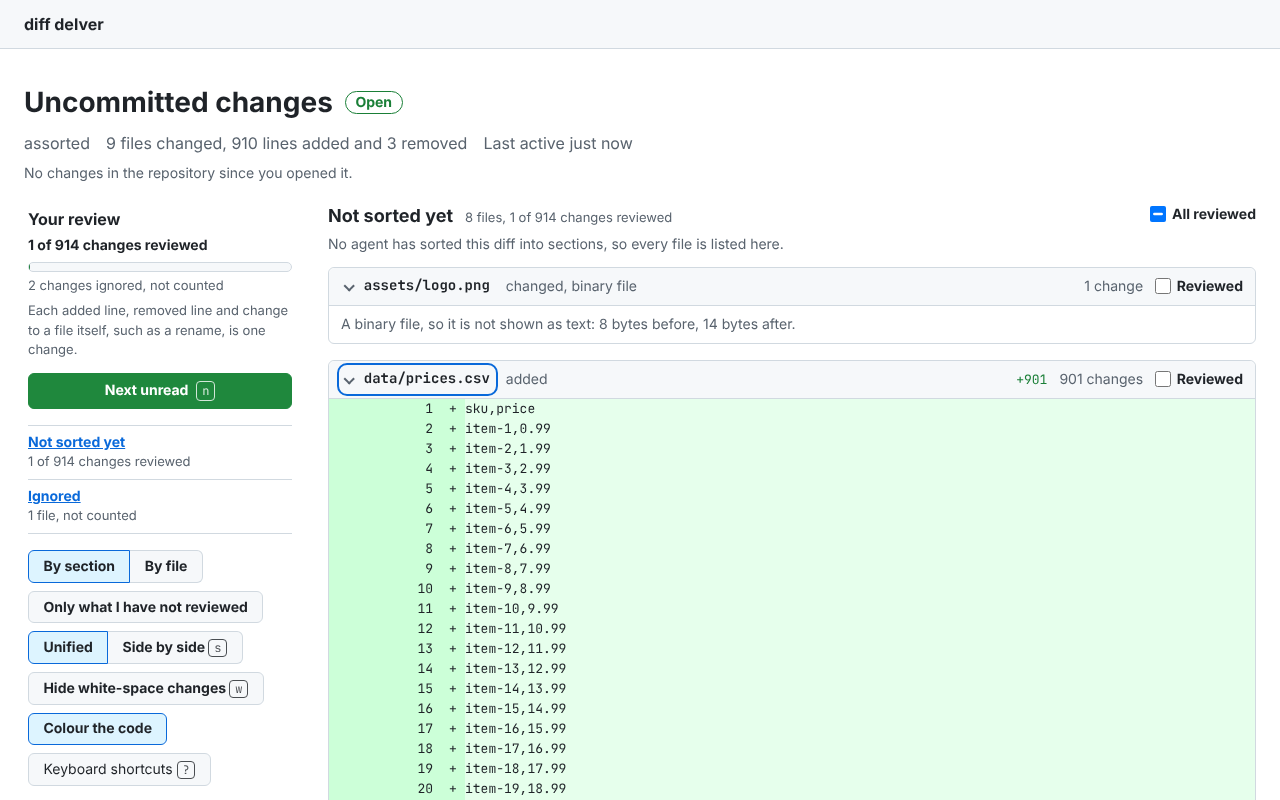 diff delver
Uncommitted changes Open
assorted 9 files changed, 910 lines added and 3 removed Last active just now
No changes in the repository since you opened it.
Your review
1 of 914 changes reviewed
2 changes ignored, not counted
Each added line, removed line and change
to a file itself, such as a rename, is one
change.
Next unread n
Not sorted yet
1 of 914 changes reviewed
Ignored
1 file, not counted
By section By file
Only what I have not reviewed
Unified Side by side s
Hide white-space changes w
Colour the code
Keyboard shortcuts ?
Not sorted yet 8 files, 1 of 914 changes reviewed All reviewed
No agent has sorted this diff into sections, so every file is listed here.
assets/logo.png changed, binary file 1 change Reviewed
A binary file, so it is not shown as text: 8 bytes before, 14 bytes after.
data/prices.csv added +901 901 changes Reviewed
1 + sku,price
2 + item-1,0.99
3 + item-2,1.99
4 + item-3,2.99
5 + item-4,3.99
6 + item-5,4.99
7 + item-6,5.99
8 + item-7,6.99
9 + item-8,7.99
10 + item-9,8.99
11 + item-10,9.99
12 + item-11,10.99
13 + item-12,11.99
14 + item-13,12.99
15 + item-14,13.99
16 + item-15,14.99
17 + item-16,15.99
18 + item-17,16.99
19 + item-18,17.99
20 + item-19,18.99